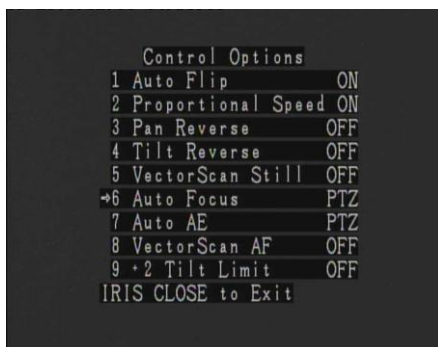 Control Options
1 Auto Flip ON
2 Proportional Speed ON
3 Pan Reverse OFF
4 Tilt Reverse OFF
5 VectorScan Still OFF
→6 Auto Focus PTZ
7 Auto AE PTZ
8 VectorScan AF OFF
9 +2 Tilt Limit OFF
IRIS CLOSE to Exit